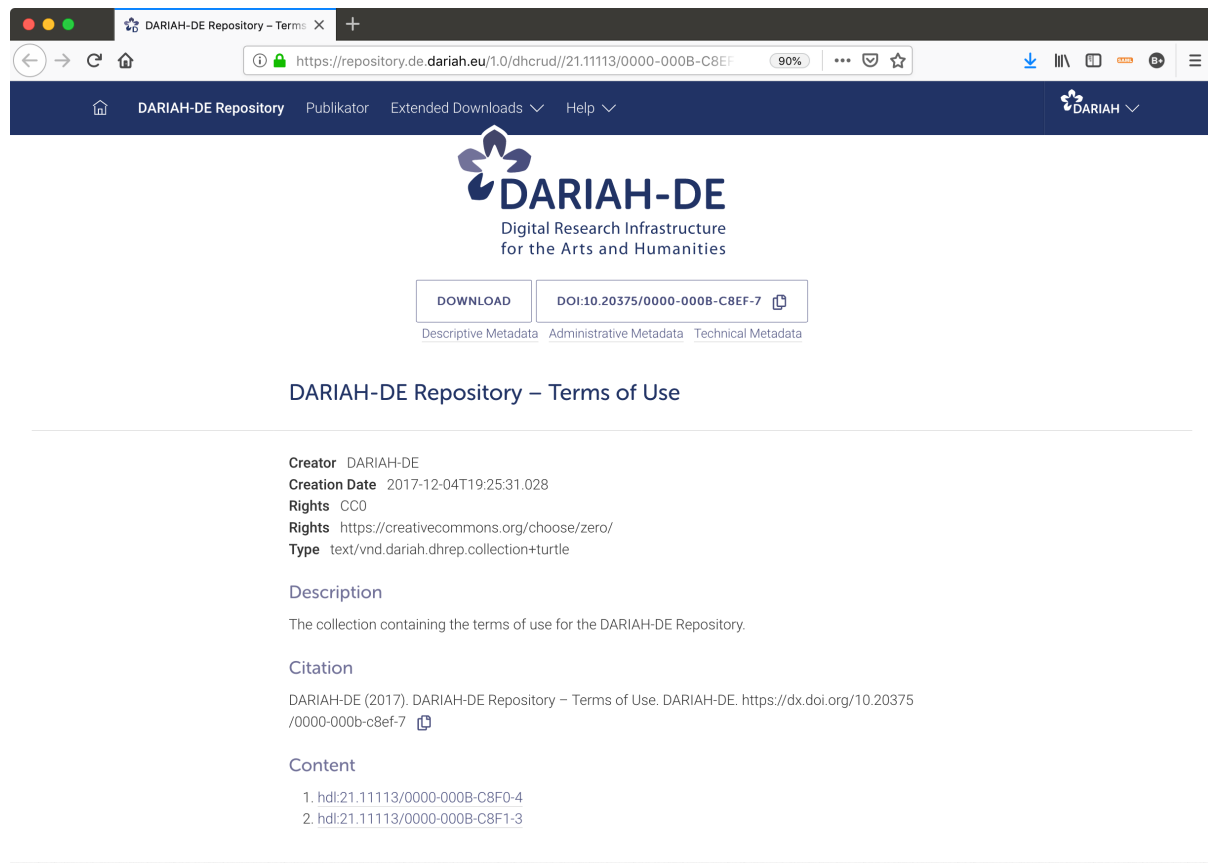 DARIAH-DE Repository – Terms
https://repository.de.dariah.eu/1.0/dhcrud//21.11113/0000-000B-C8EF 90%
DARIAH-DE Repository Publikator Extended Downloads Help DARIAH
DARIAH-DE
Digital Research Infrastructure
for the Arts and Humanities
DOWNLOAD DOI:10.20375/0000-000B-C8EF-7
Descriptive Metadata Administrative Metadata Technical Metadata
DARIAH-DE Repository – Terms of Use
Creator DARIAH-DE
Creation Date 2017-12-04T19:25:31.028
Rights CC0
Rights https://creativecommons.org/choose/zero/
Type text/vnd.dariah.dhrep.collection+turtle
Description
The collection containing the terms of use for the DARIAH-DE Repository.
Citation
DARIAH-DE (2017). DARIAH-DE Repository – Terms of Use. DARIAH-DE. https://dx.doi.org/10.20375
/0000-000b-c8ef-7
Content
1. hdl:21.11113/0000-000B-C8F0-4
2. hdl:21.11113/0000-000B-C8F1-3